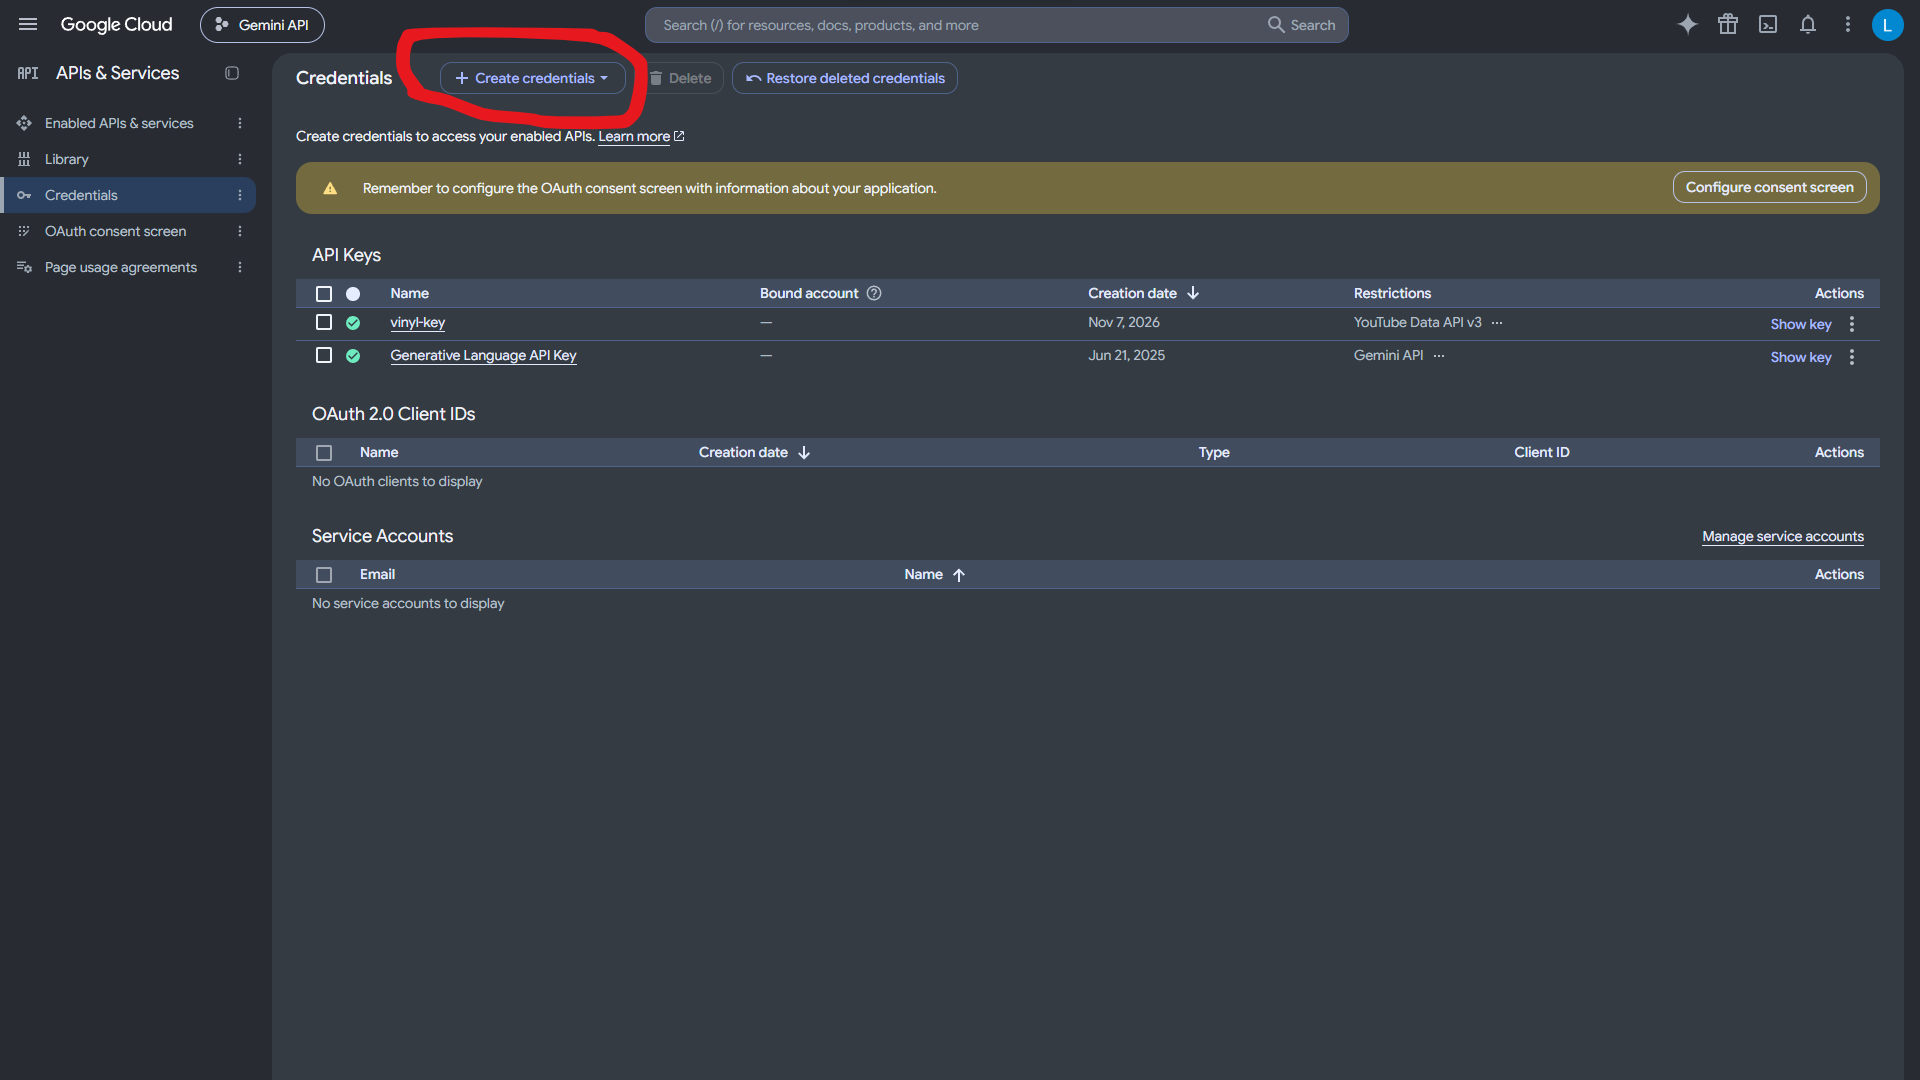 Google Cloud
Gemini API
Search (/) for resources, docs, products, and more
Search
L
API
APIs & Services
Enabled APIs & services
Library
Credentials
OAuth consent screen
Page usage agreements
Credentials
Create credentials
Delete
Restore deleted credentials
Create credentials to access your enabled APIs. Learn more
Remember to configure the OAuth consent screen with information about your application.
Configure consent screen
API Keys
Name Bound account ? Creation date Restrictions Actions
vinyl-key — Nov 7, 2026 YouTube Data API v3 ... Show key
Generative Language API Key — Jun 21, 2025 Gemini API ... Show key
OAuth 2.0 Client IDs
Name Creation date Type Client ID Actions
No OAuth clients to display
Service Accounts
Manage service accounts
Email Name Actions
No service accounts to display